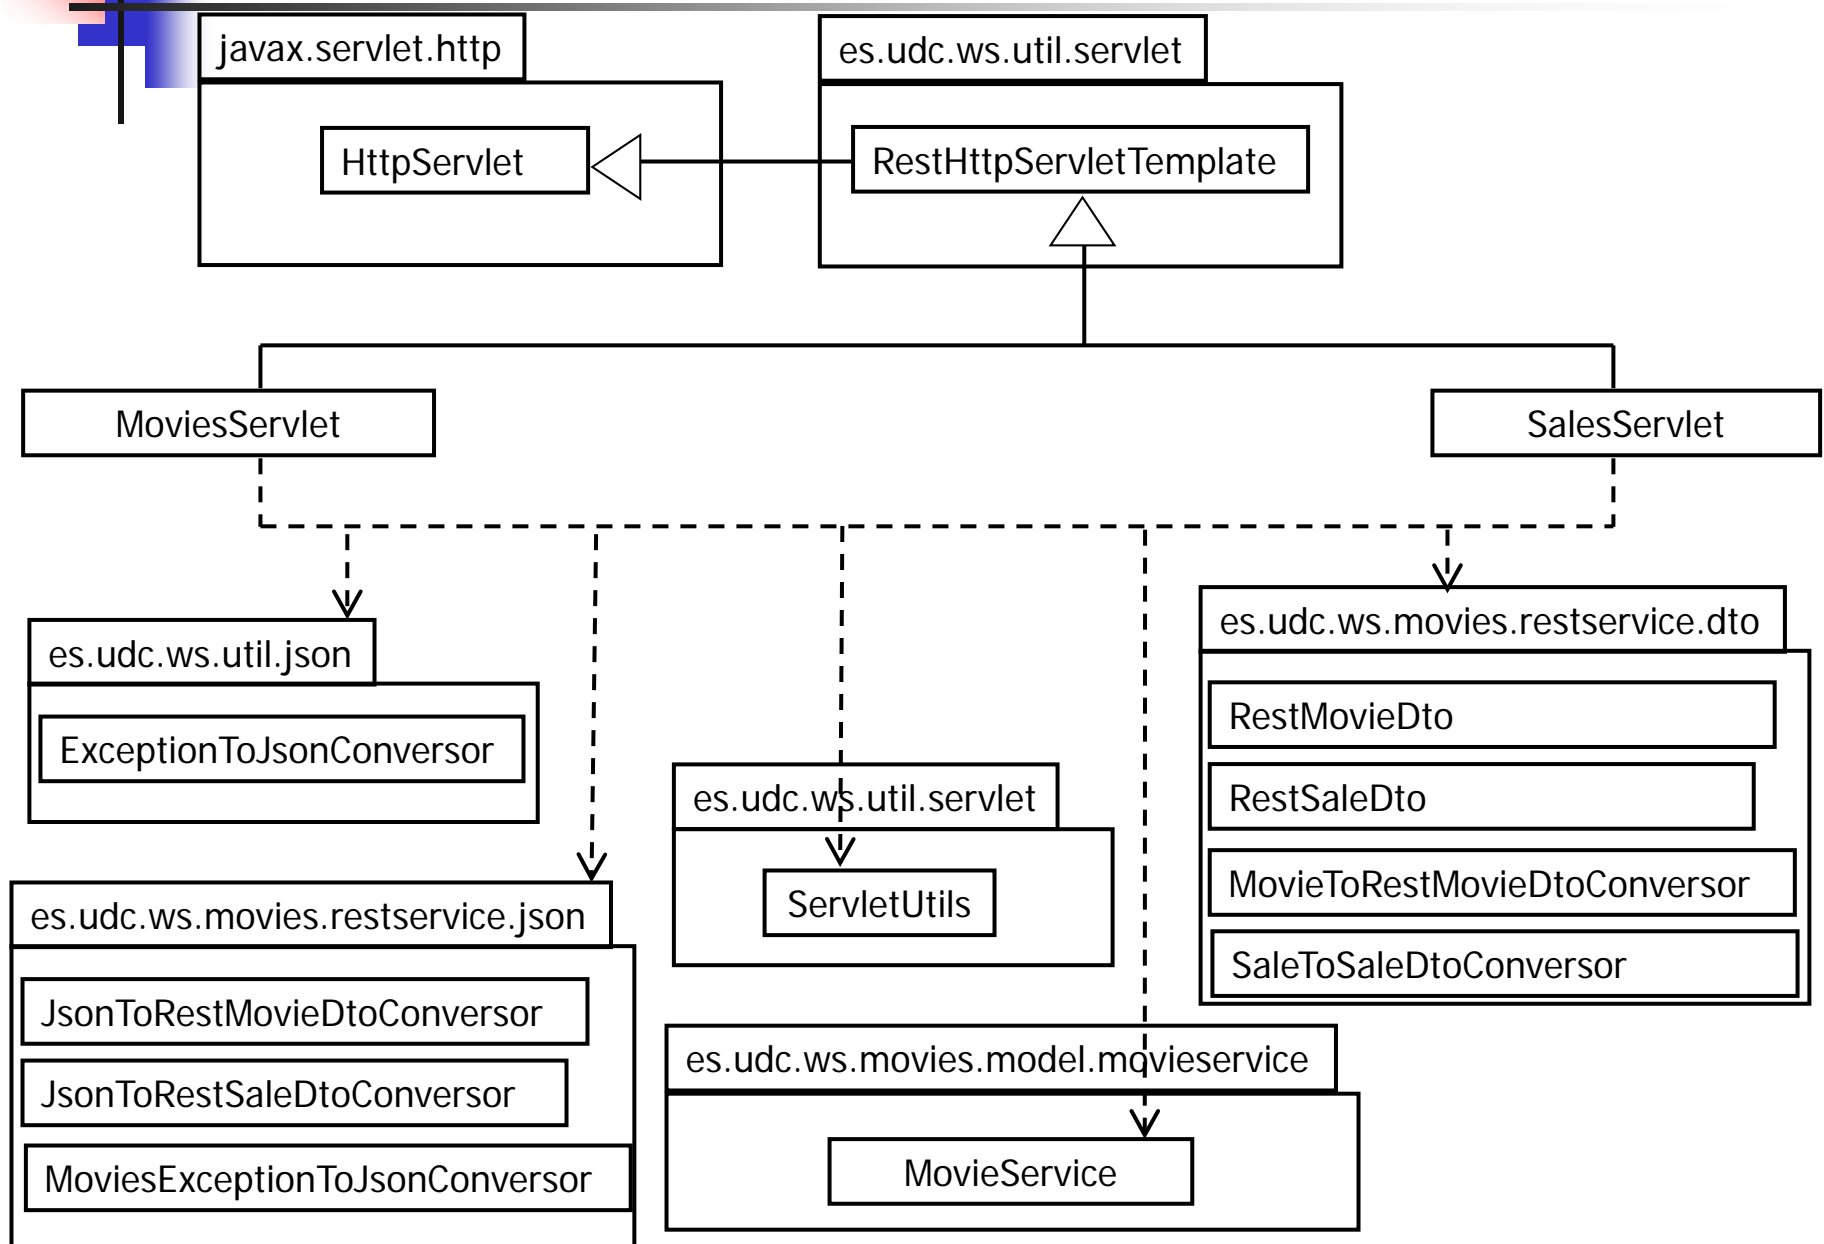 javax.servlet.http
es.udc.ws.util.servlet
HttpServlet
RestHttpServletTemplate
MoviesServlet
SalesServlet
es.udc.ws.util.json
ExceptionToJsonConversor
es.udc.ws.movies.restservice.json
JsonToRestMovieDtoConversor
JsonToRestSaleDtoConversor
MoviesExceptionToJsonConversor
es.udc.ws.util.servlet
ServletUtils
es.udc.ws.movies.model.movieservice
MovieService
es.udc.ws.movies.restservice.dto
RestMovieDto
RestSaleDto
MovieToRestMovieDtoConversor
SaleToSaleDtoConversor